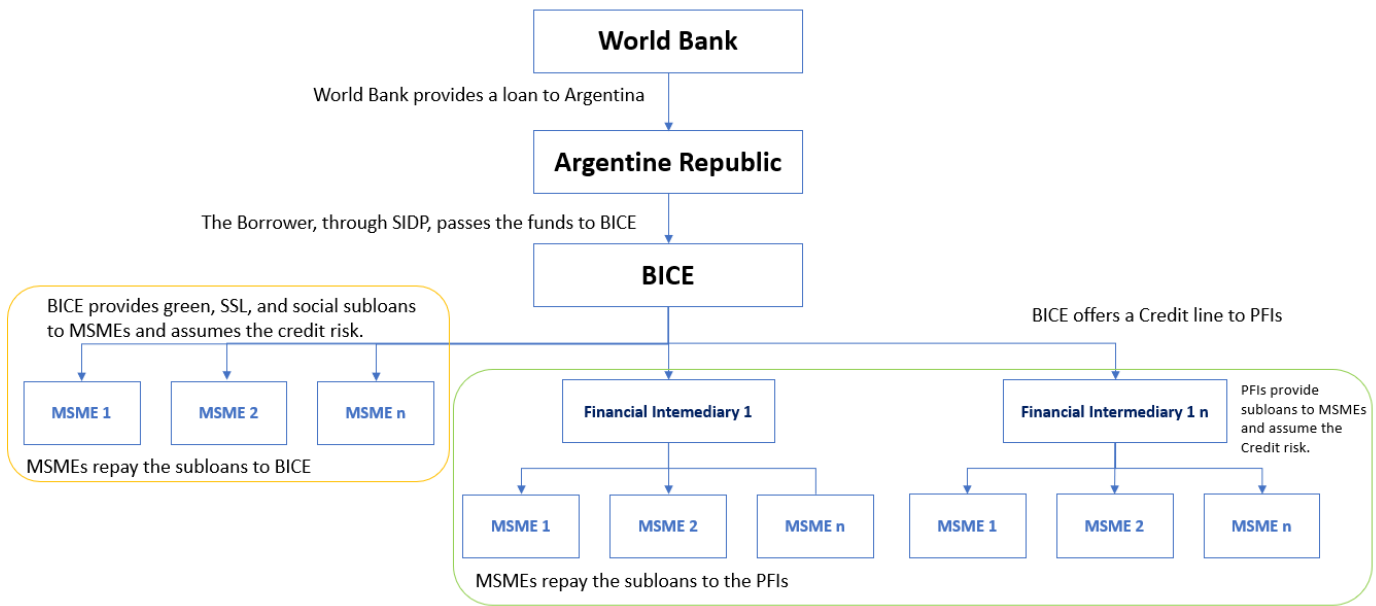 World Bank
World Bank provides a loan to Argentina
Argentine Republic
The Borrower, through SIDP, passes the funds to BICE
BICE
BICE provides green, SSL, and social subloans
to MSMEs and assumes the credit risk.
BICE offers a Credit line to PFIs
MSME 1
MSME 2
MSME n
MSMEs repay the subloans to BICE
Financial Intemediary 1
Financial Intermediary 1 n
PFIs provide
subloans to MSMEs
and assume the
Credit risk.
MSME 1
MSME 2
MSME n
MSME 1
MSME 2
MSME n
MSMEs repay the subloans to the PFIs